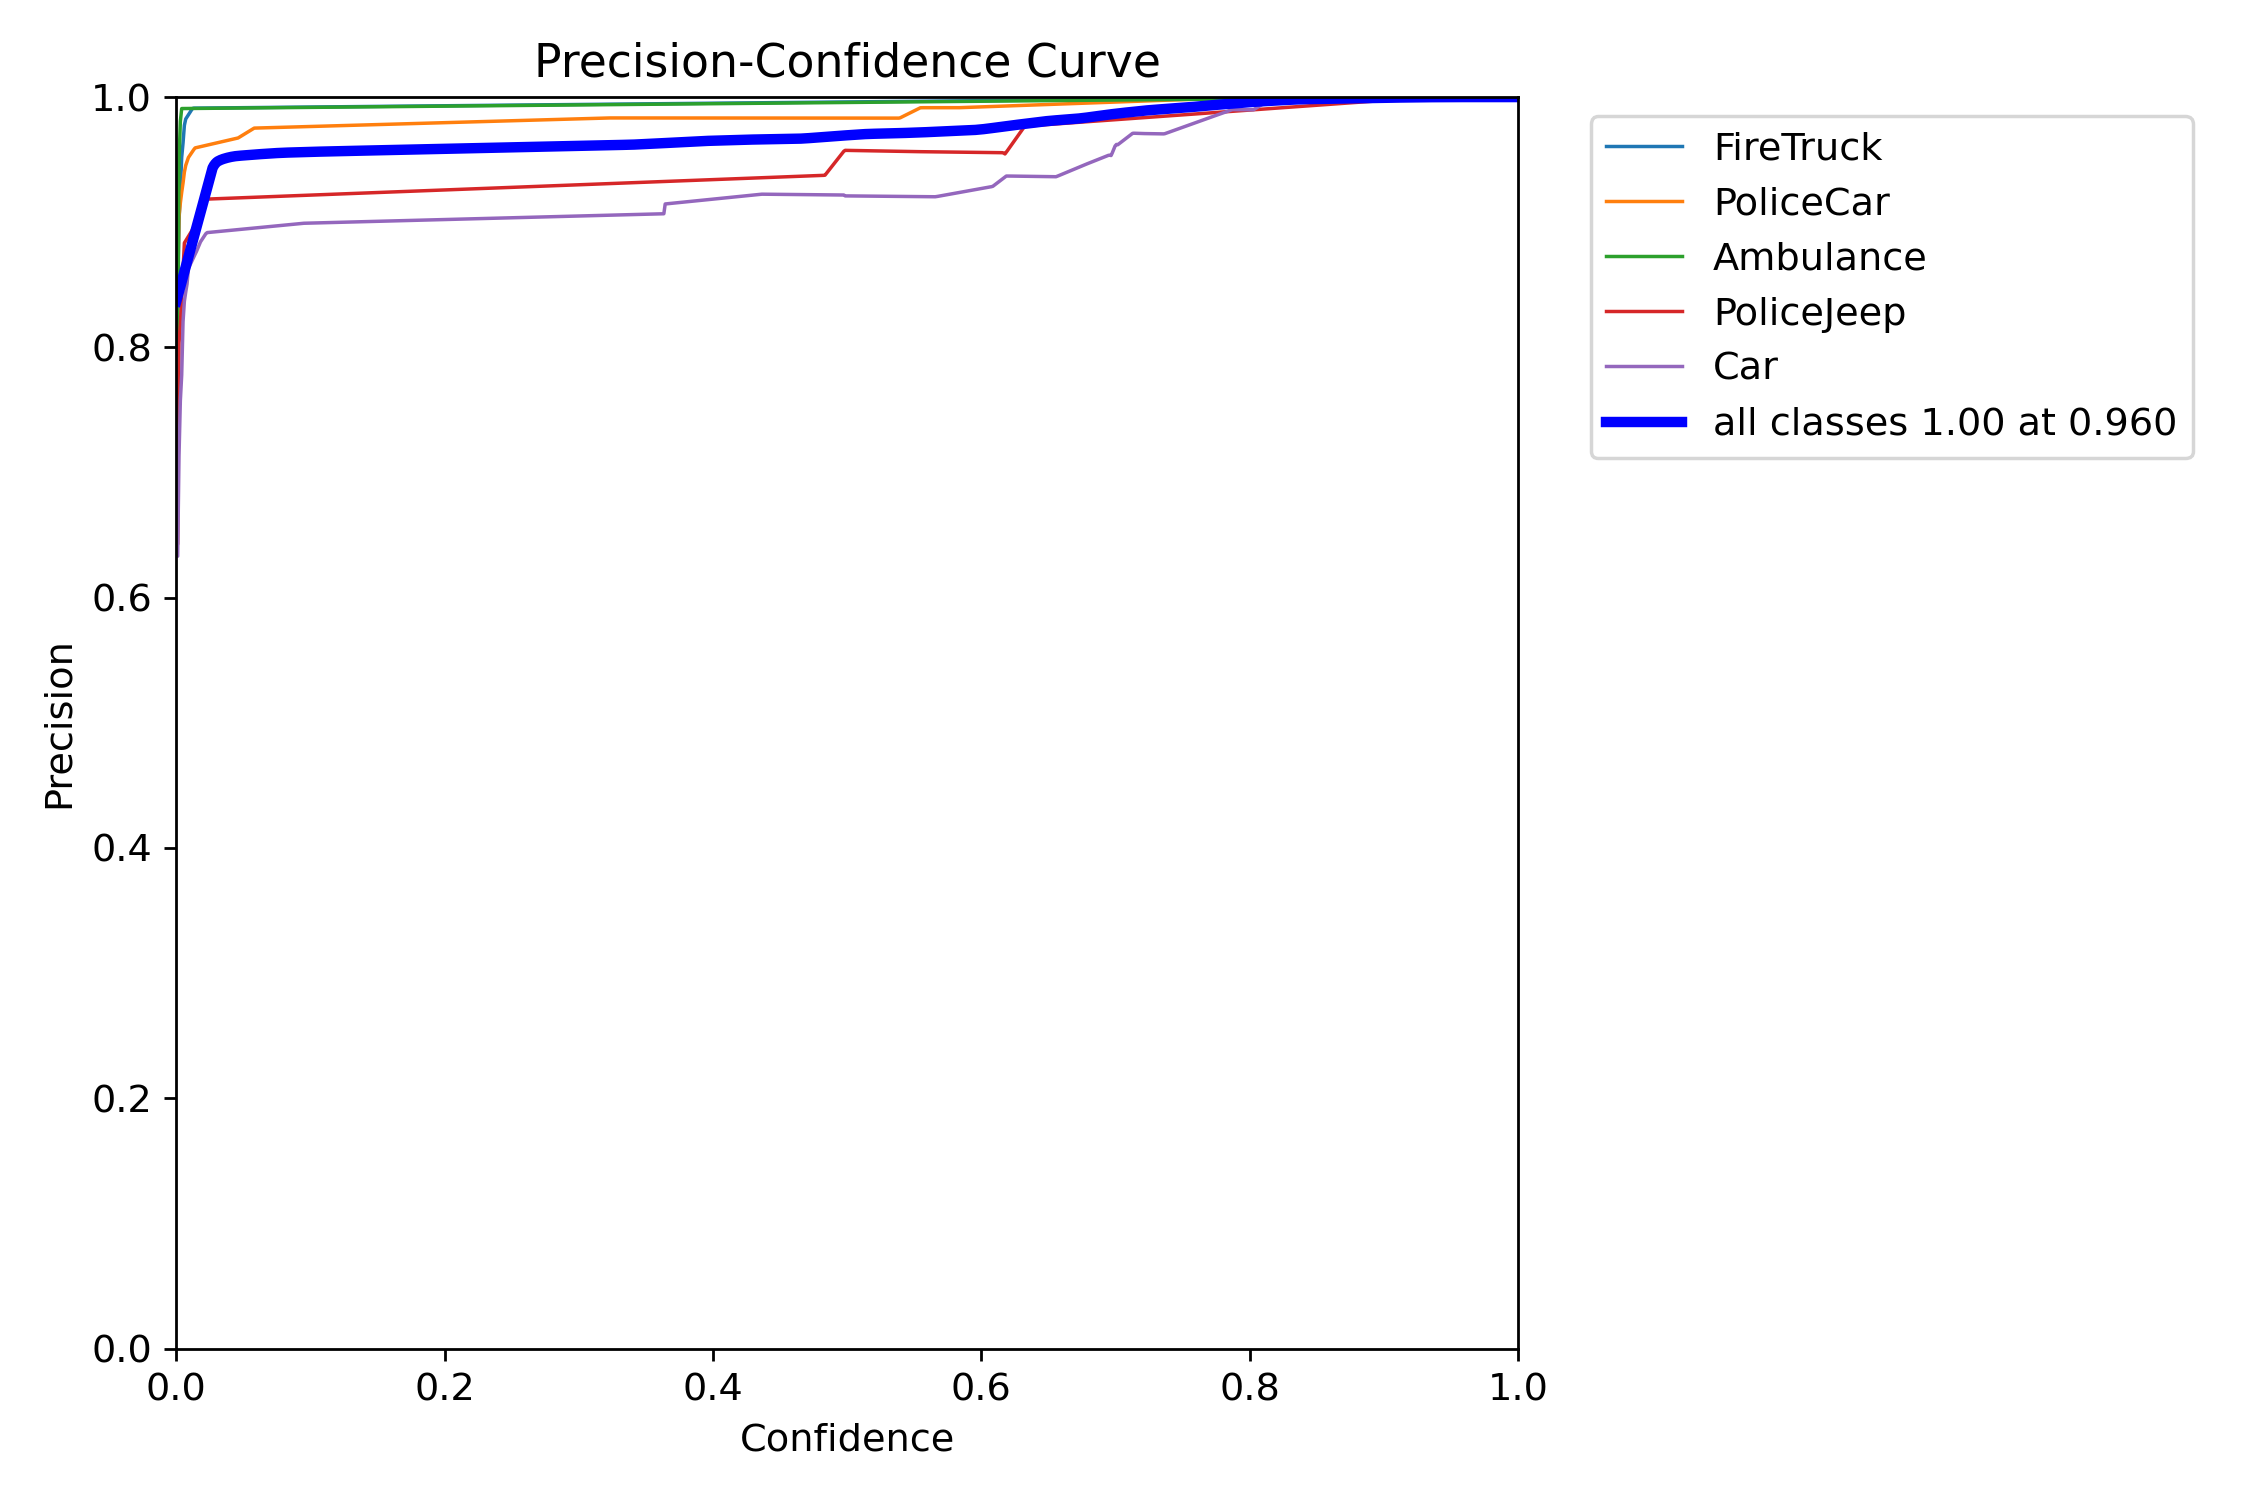 Precision-Confidence Curve
1.0
0.8
0.6
0.4
0.2
0.0
Precision
0.0 0.2 0.4 0.6 0.8 1.0
Confidence
FireTruck
PoliceCar
Ambulance
PoliceJeep
Car
all classes 1.00 at 0.960